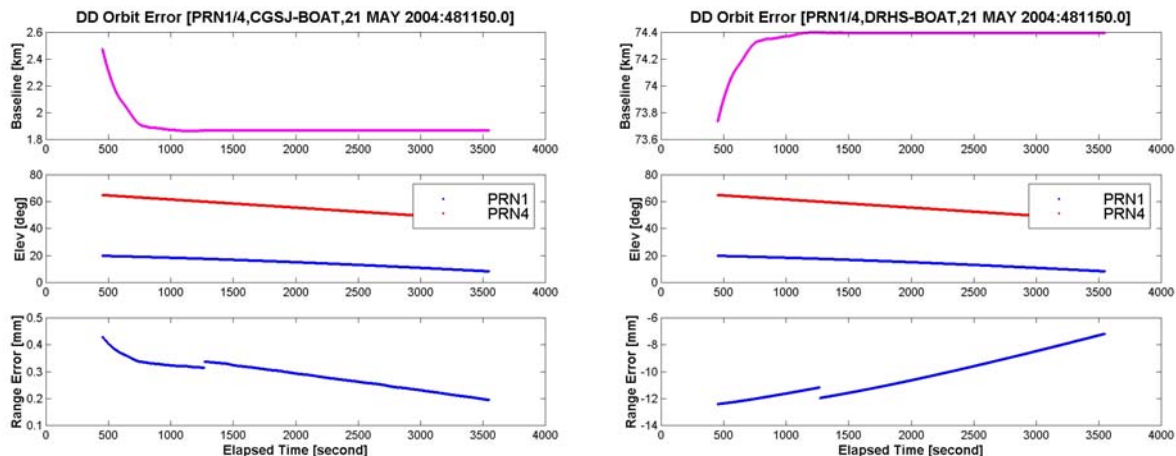 DD Orbit Error [PRN1/4,CGSJ-BOAT,21 MAY 2004:481150.0]
2.6
2.4
2.2
2
1.8
Baseline [km]
0 500 1000 1500 2000 2500 3000 3500 4000
80
60
40
20
0
Elev [deg]
PRN1
PRN4
0 500 1000 1500 2000 2500 3000 3500 4000
0.5
0.4
0.3
0.2
0.1
Range Error [mm]
0 500 1000 1500 2000 2500 3000 3500 4000
Elapsed Time [second]
DD Orbit Error [PRN1/4,DRHS-BOAT,21 MAY 2004:481150.0]
74.4
74.2
74
73.8
73.6
Baseline [km]
0 500 1000 1500 2000 2500 3000 3500 4000
80
60
40
20
0
Elev [deg]
PRN1
PRN4
0 500 1000 1500 2000 2500 3000 3500 4000
-6
-8
-10
-12
-14
Range Error [mm]
0 500 1000 1500 2000 2500 3000 3500 4000
Elapsed Time [second]